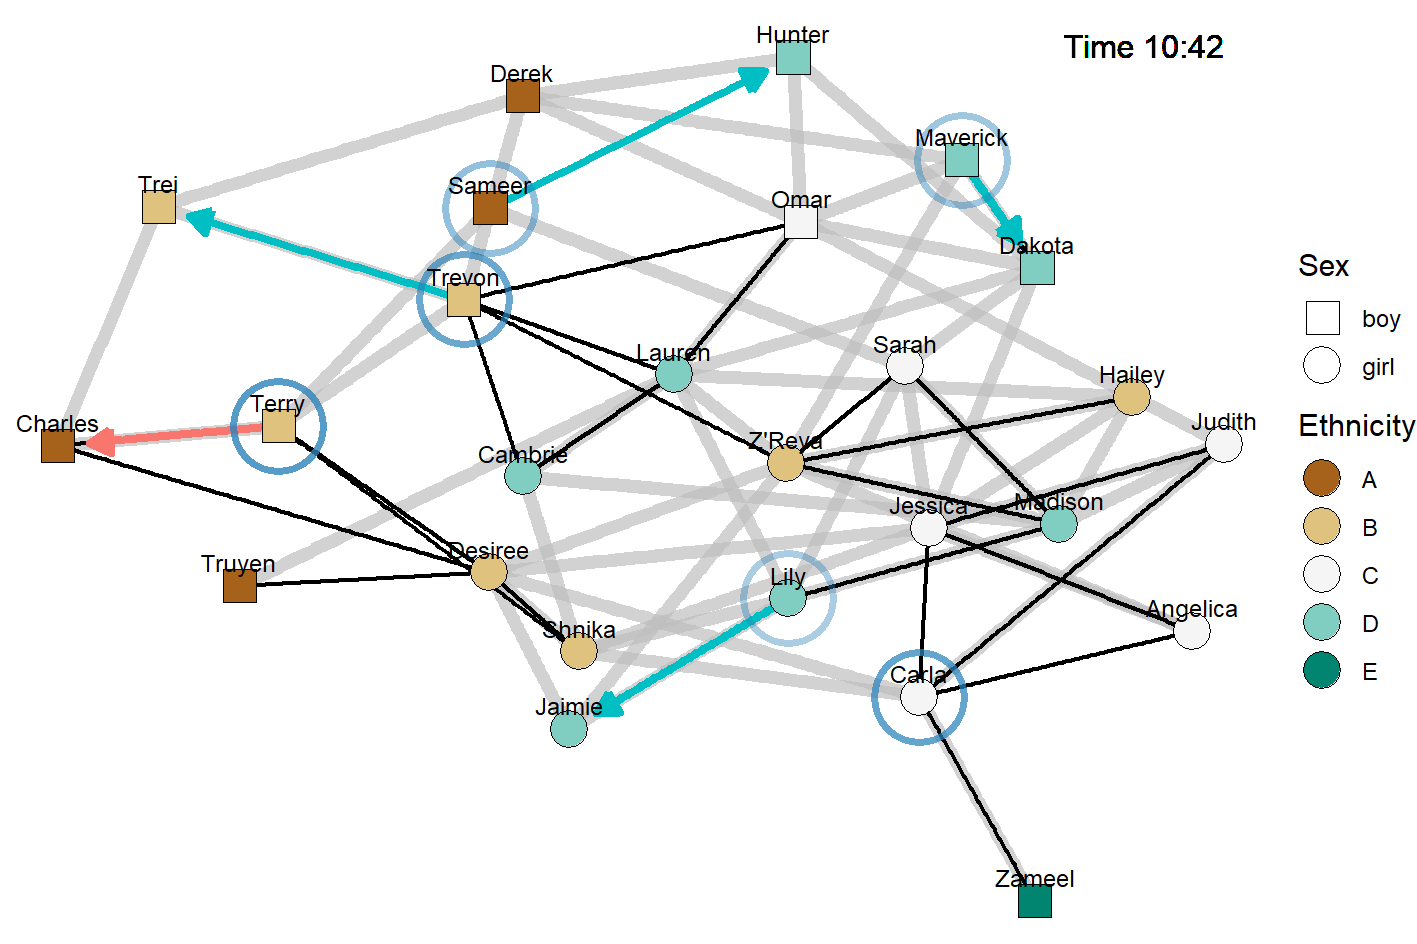 Hunter
Time 10:42
Derek
Maverick
Trei
Sameer
Omar
Dakota
Trevon
Sex
boy
Lauren
Sarah
girl
Hailey
Terry
Charles
Judith
Ethnicity
Z'Reya
Cambrie
A
Jessica
Madison
B
Desiree
Truyen
Lily
C
Angelica
D
Shnika
Carla
E
Jaimie
Zameel